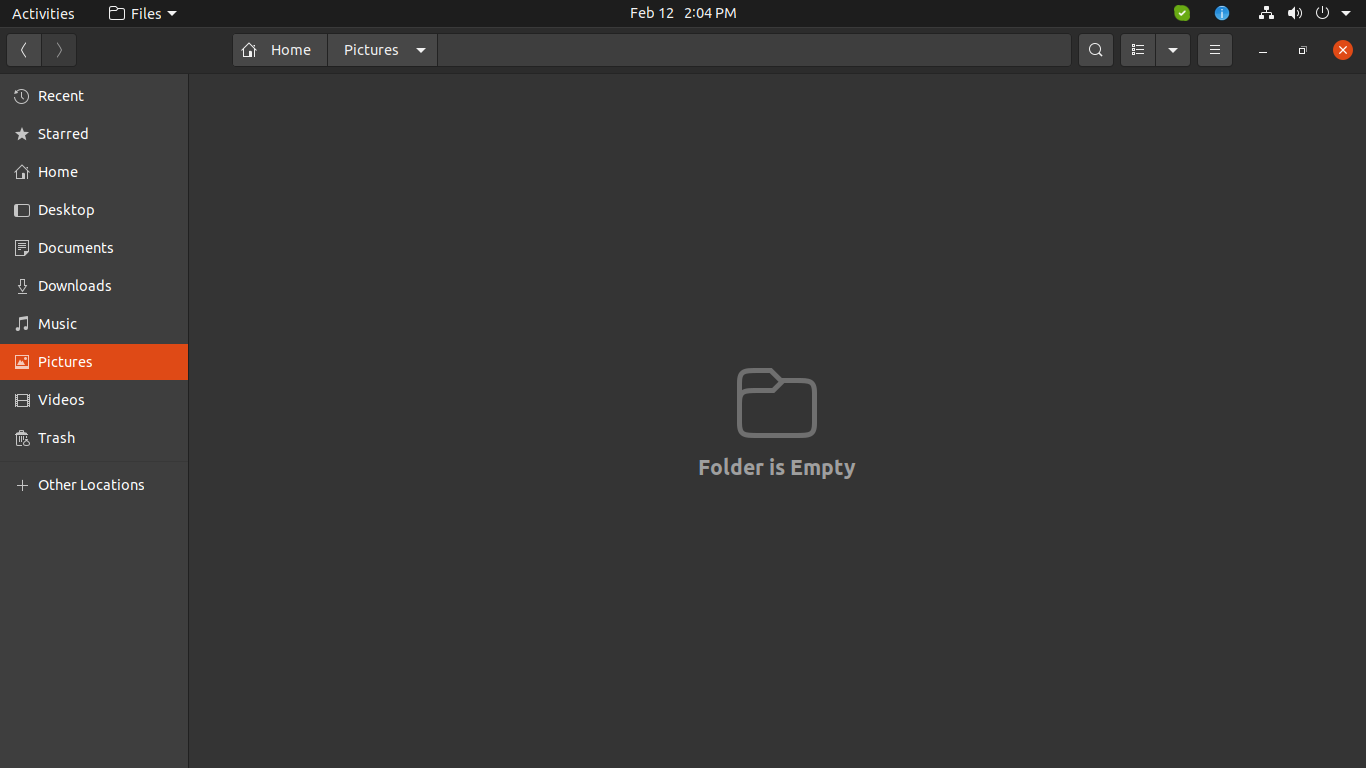 Activities Files Feb 12 2:04 PM
Home Pictures
Recent
Starred
Home
Desktop
Documents
Downloads
Music
Pictures
Videos
Trash
Other Locations
Folder is Empty